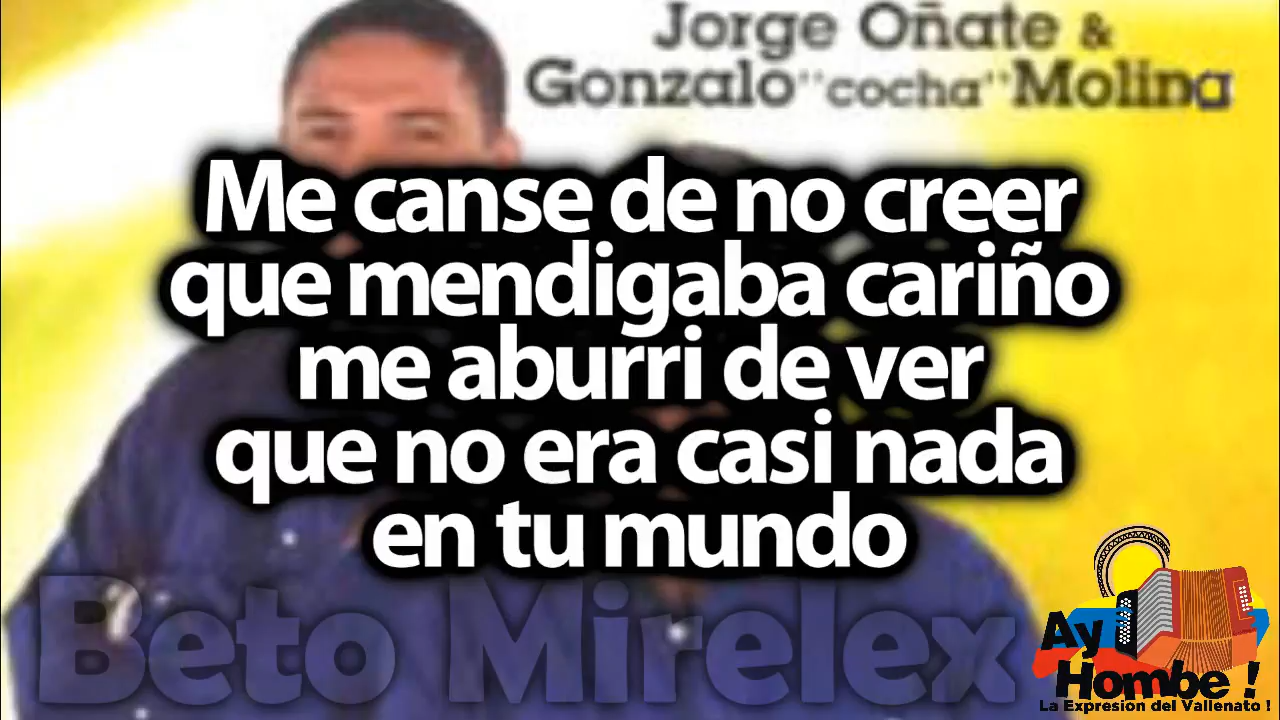 Jorge Oñate &
Gonzalo "cocha" Molina
Me canse de no creer
que mendigaba cariño
me aburri de ver
que no era casi nada
en tu mundo
Beto Mirelex
Ay
Hombe !
La Expresion del Vallenato !